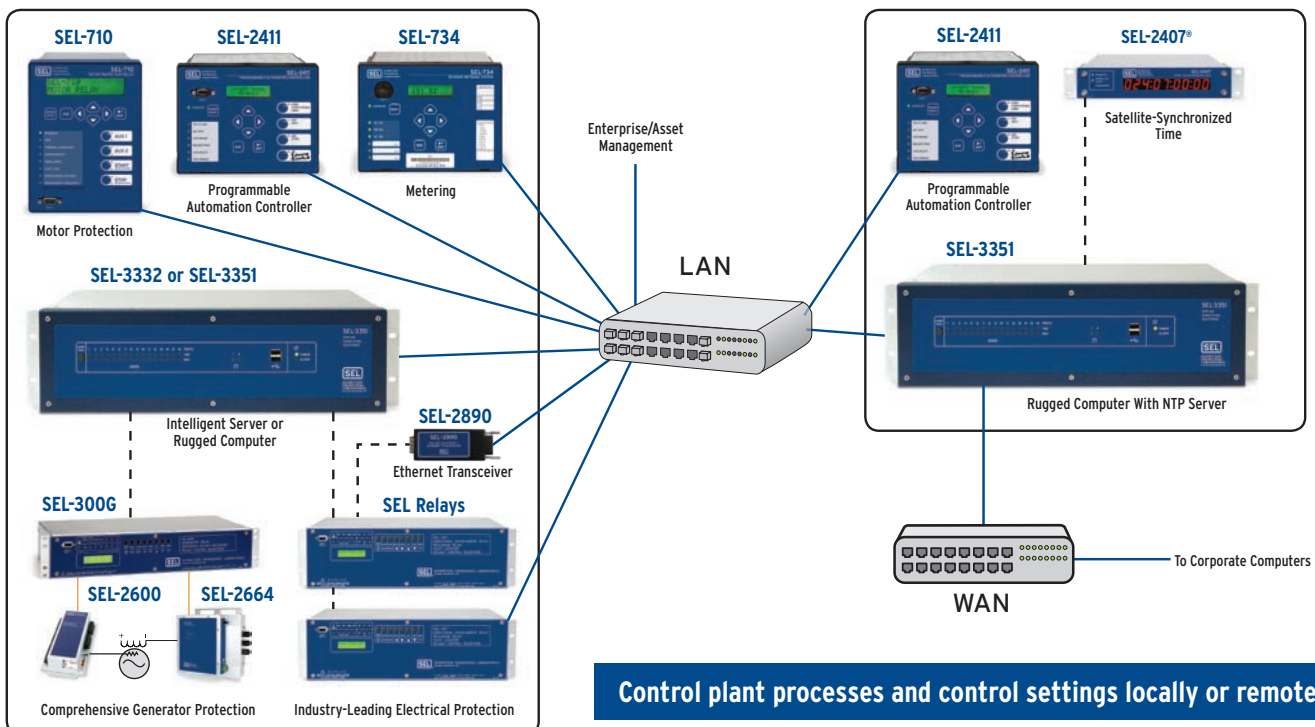 SEL-710
SEL-2411
SEL-734
Programmable
Automation Controller
Metering
Motor Protection
SEL-3332 or SEL-3351
Intelligent Server or
Rugged Computer
SEL-2890
Ethernet Transceiver
SEL-300G
SEL Relays
SEL-2600
SEL-2664
Comprehensive Generator Protection
Industry-Leading Electrical Protection
Enterprise/Asset
Management
LAN
SEL-2411
SEL-2407®
Satellite-Synchronized
Time
Programmable
Automation Controller
SEL-3351
Rugged Computer With NTP Server
WAN
To Corporate Computers
Control plant processes and control settings locally or remote